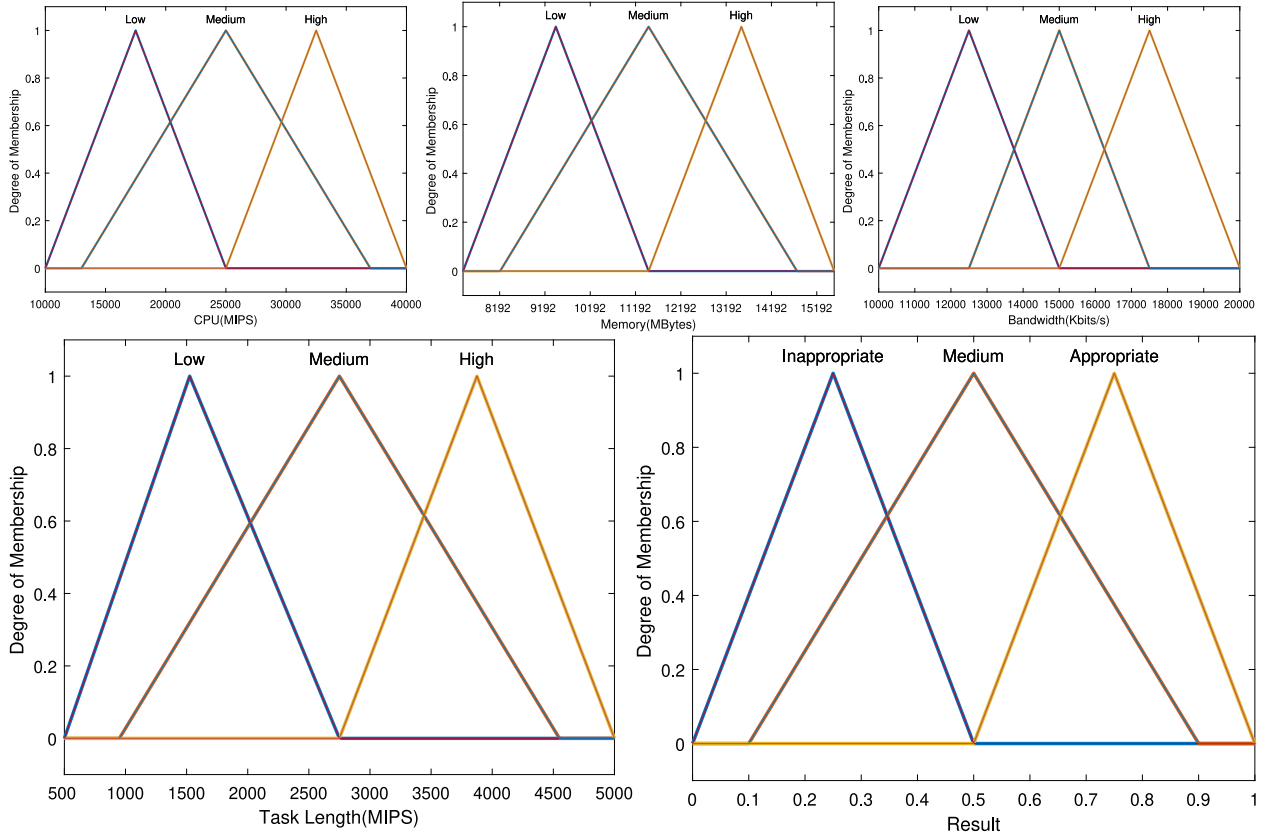 Low Medium High
Degree of Membership
1
0.8
0.6
0.4
0.2
0
10000 15000 20000 25000 30000 35000 40000
CPU(MIPS)
Low Medium High
Degree of Membership
1
0.8
0.6
0.4
0.2
0
8192 9192 10192 11192 12192 13192 14192 15192
Memory(MBytes)
Low Medium High
Degree of Membership
1
0.8
0.6
0.4
0.2
0
10000 11000 12000 13000 14000 15000 16000 17000 18000 19000 20000
Bandwidth(Kbits/s)
Low Medium High
Degree of Membership
1
0.8
0.6
0.4
0.2
0
500 1000 1500 2000 2500 3000 3500 4000 4500 5000
Task Length(MIPS)
Inappropriate Medium Appropriate
Degree of Membership
1
0.8
0.6
0.4
0.2
0
0 0.1 0.2 0.3 0.4 0.5 0.6 0.7 0.8 0.9 1
Result